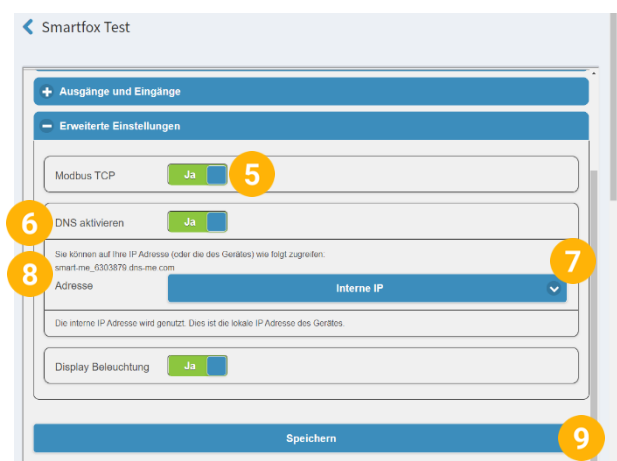 Smartfox Test
Ausgänge und Eingänge
Erweiterte Einstellungen
Modbus TCP Ja 5
6 DNS aktivieren Ja
Sie können auf Ihre IP Adresse (oder die des Gerätes) wie folgt zugreifen:
smart-me_6303879.dns-me.com
8 Adresse Interne IP 7
Die interne IP Adresse wird genutzt. Dies ist die lokale IP Adresse des Gerätes.
Display Beleuchtung Ja
Speichern 9